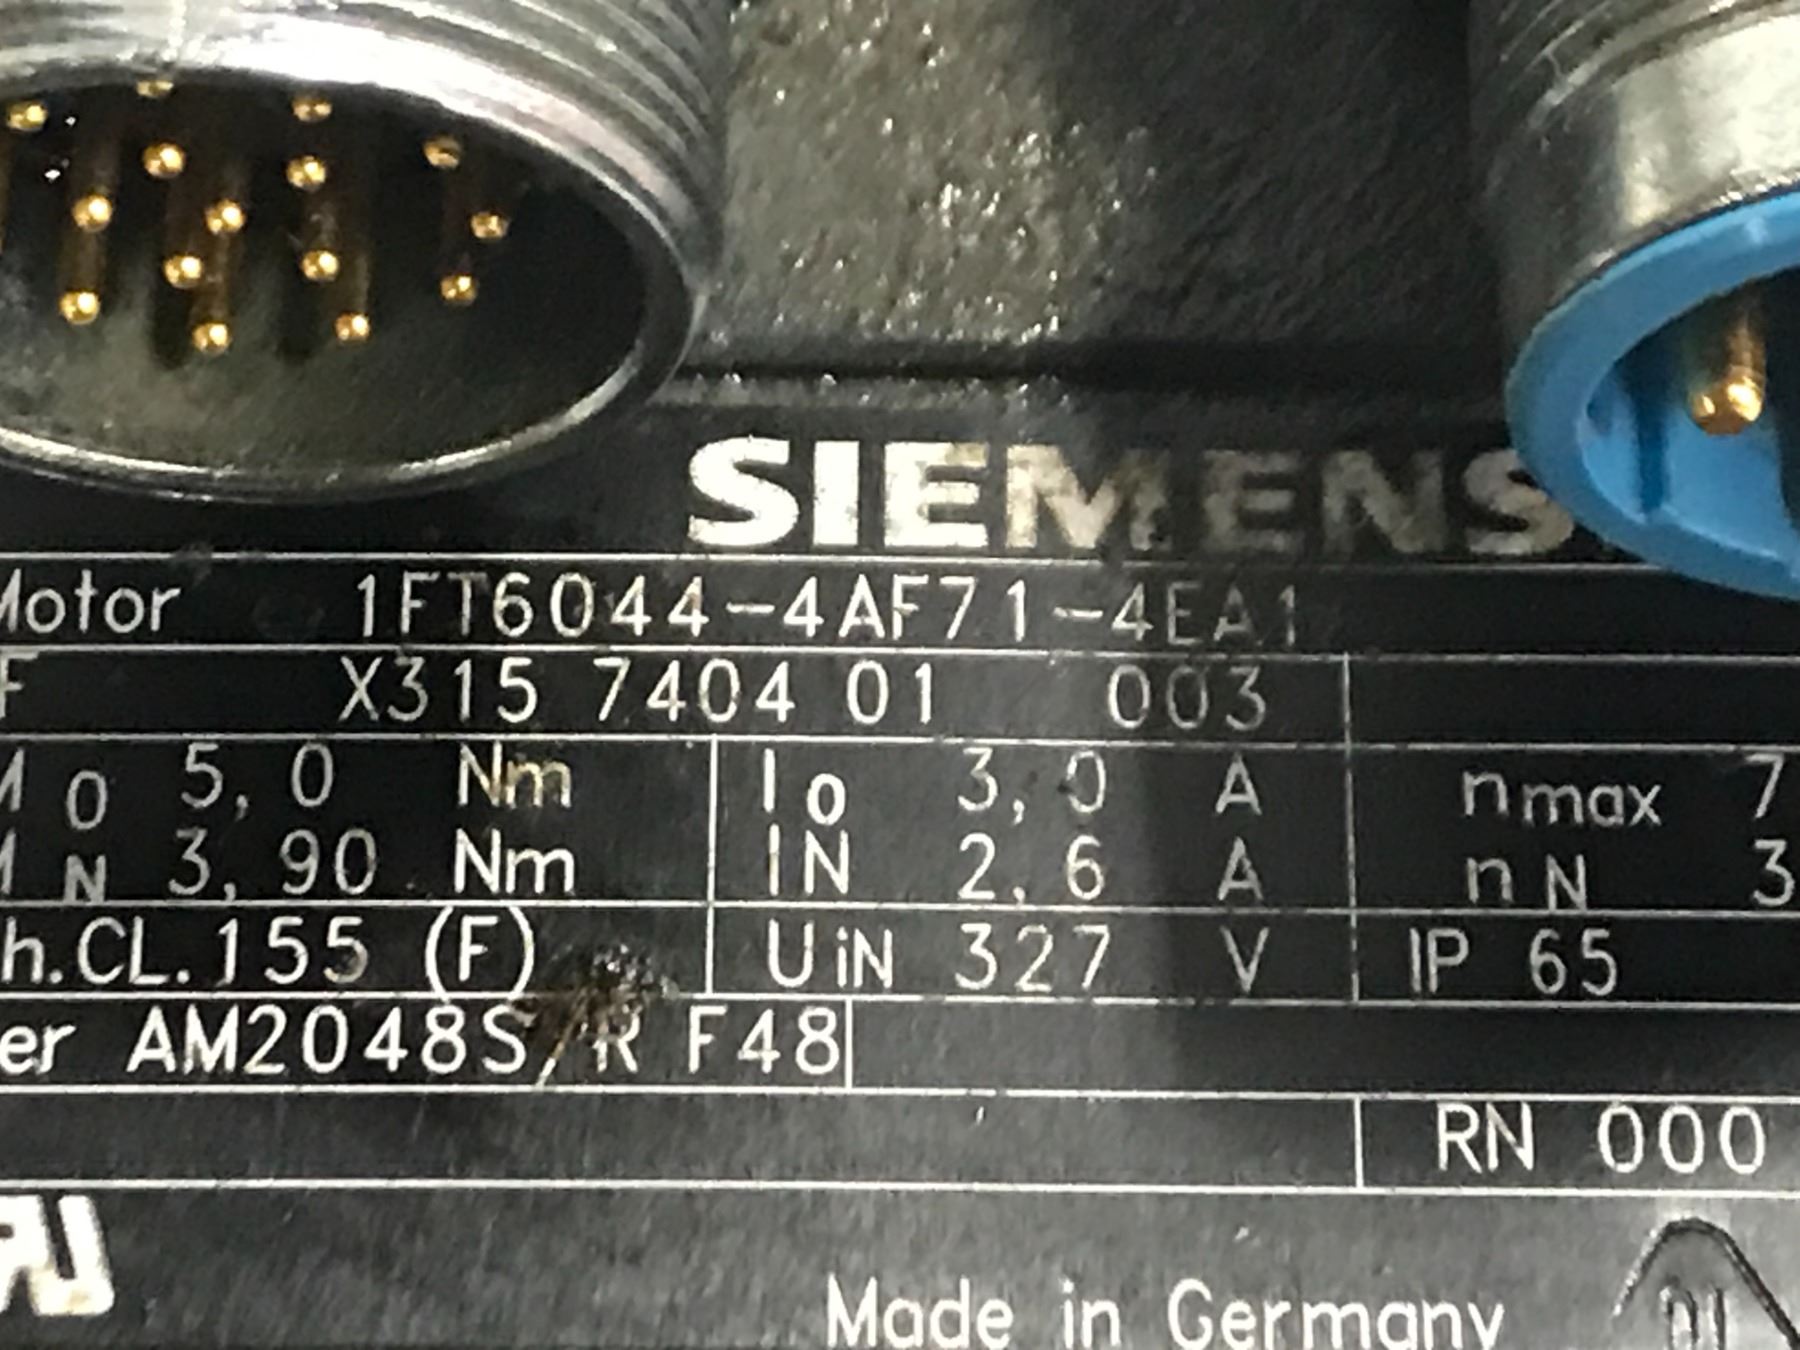 SIEMENS
Motor 1FT6044-4AF71-4EA1
F X315 7404 01 003
M0 5,0 Nm I0 3,0 A nmax 7
MN 3,90 Nm IN 2,6 A nN 3
h.CL.155 (F) UiN 327 V IP 65
er AM2048S/R F48
RN 000
Made in Germany